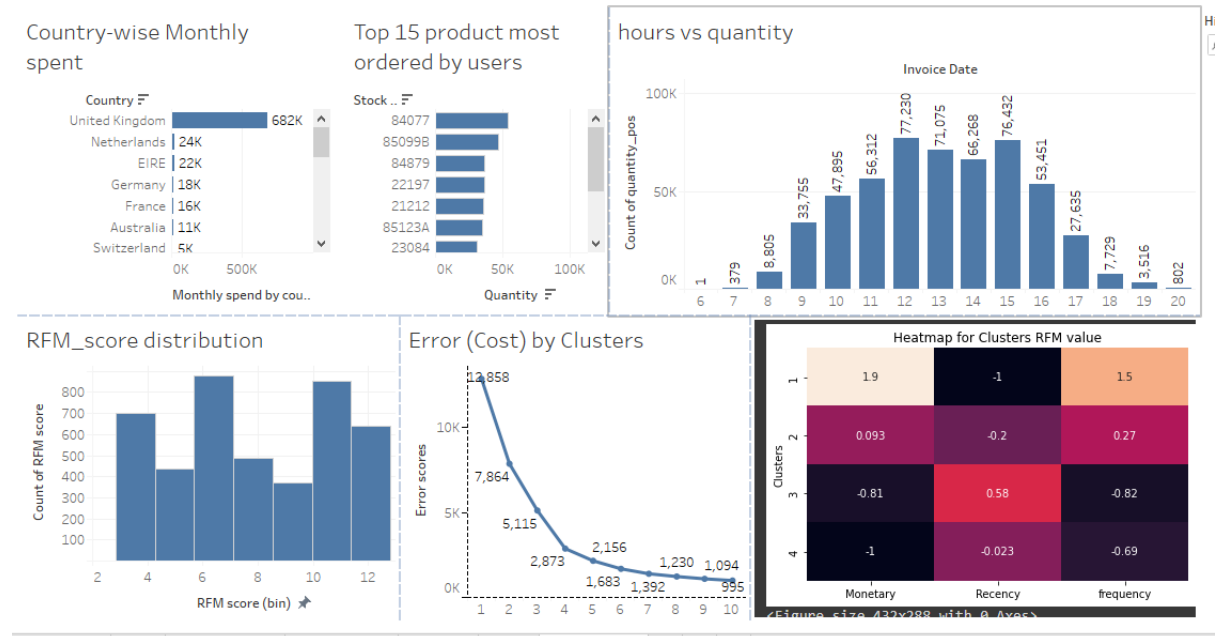 Country-wise Monthly
spent
Country
United Kingdom 682K
Netherlands 24K
EIRE 22K
Germany 18K
France 16K
Australia 11K
Switzerland 5K
0K 500K
Monthly spend by cou..
Top 15 product most
ordered by users
Stock ..
84077
85099B
84879
22197
21212
85123A
23084
0K 50K 100K
Quantity
hours vs quantity
Invoice Date
Count of quantity_pos
100K
50K
0K
1 379 8,805 33,755 47,895 56,312 77,230 71,075 66,268 76,432 53,451 27,635 7,729 3,516 802
6 7 8 9 10 11 12 13 14 15 16 17 18 19 20
Hi
RFM_score distribution
Count of RFM score
800
700
600
500
400
300
200
100
2 4 6 8 10 12
RFM score (bin)
Error (Cost) by Clusters
Error scores
10K
5K
0K
12,858
7,864
5,115
2,873
2,156
1,683
1,392
1,230
1,094
995
1 2 3 4 5 6 7 8 9 10
Heatmap for Clusters RFM value
Clusters
1 1.9 -1 1.5
2 0.093 -0.2 0.27
3 -0.81 0.58 -0.82
4 -1 -0.023 -0.69
Monetary Recency frequency
<Figure size 432x288 with 0 Axes>